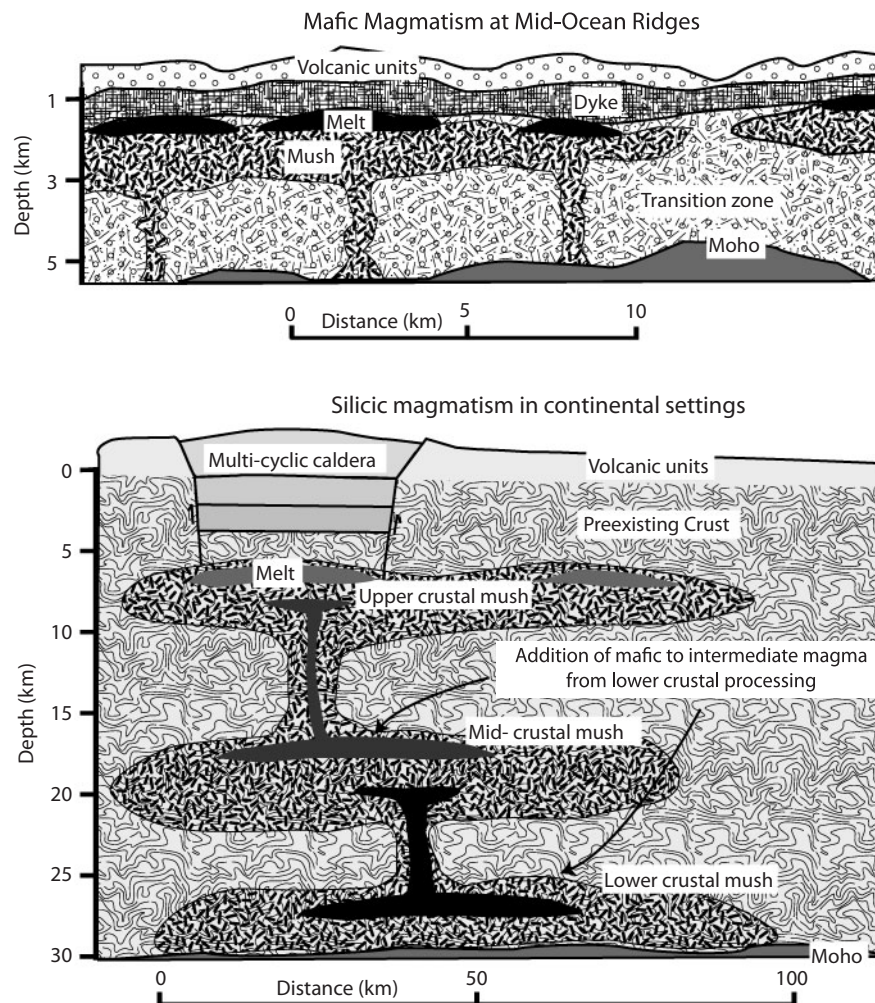 Mafic Magmatism at Mid-Ocean Ridges
Volcanic units
1
Dyke
Melt
Mush
3
Depth (km)
Transition zone
Moho
5
0
5
10
Distance (km)
Silicic magmatism in continental settings
0
Multi-cyclic caldera
Volcanic units
Preexisting Crust
5
Melt
Upper crustal mush
10
Addition of mafic to intermediate magma
from lower crustal processing
15
Depth (km)
Mid- crustal mush
20
25
Lower crustal mush
30
Moho
0
50
100
Distance (km)